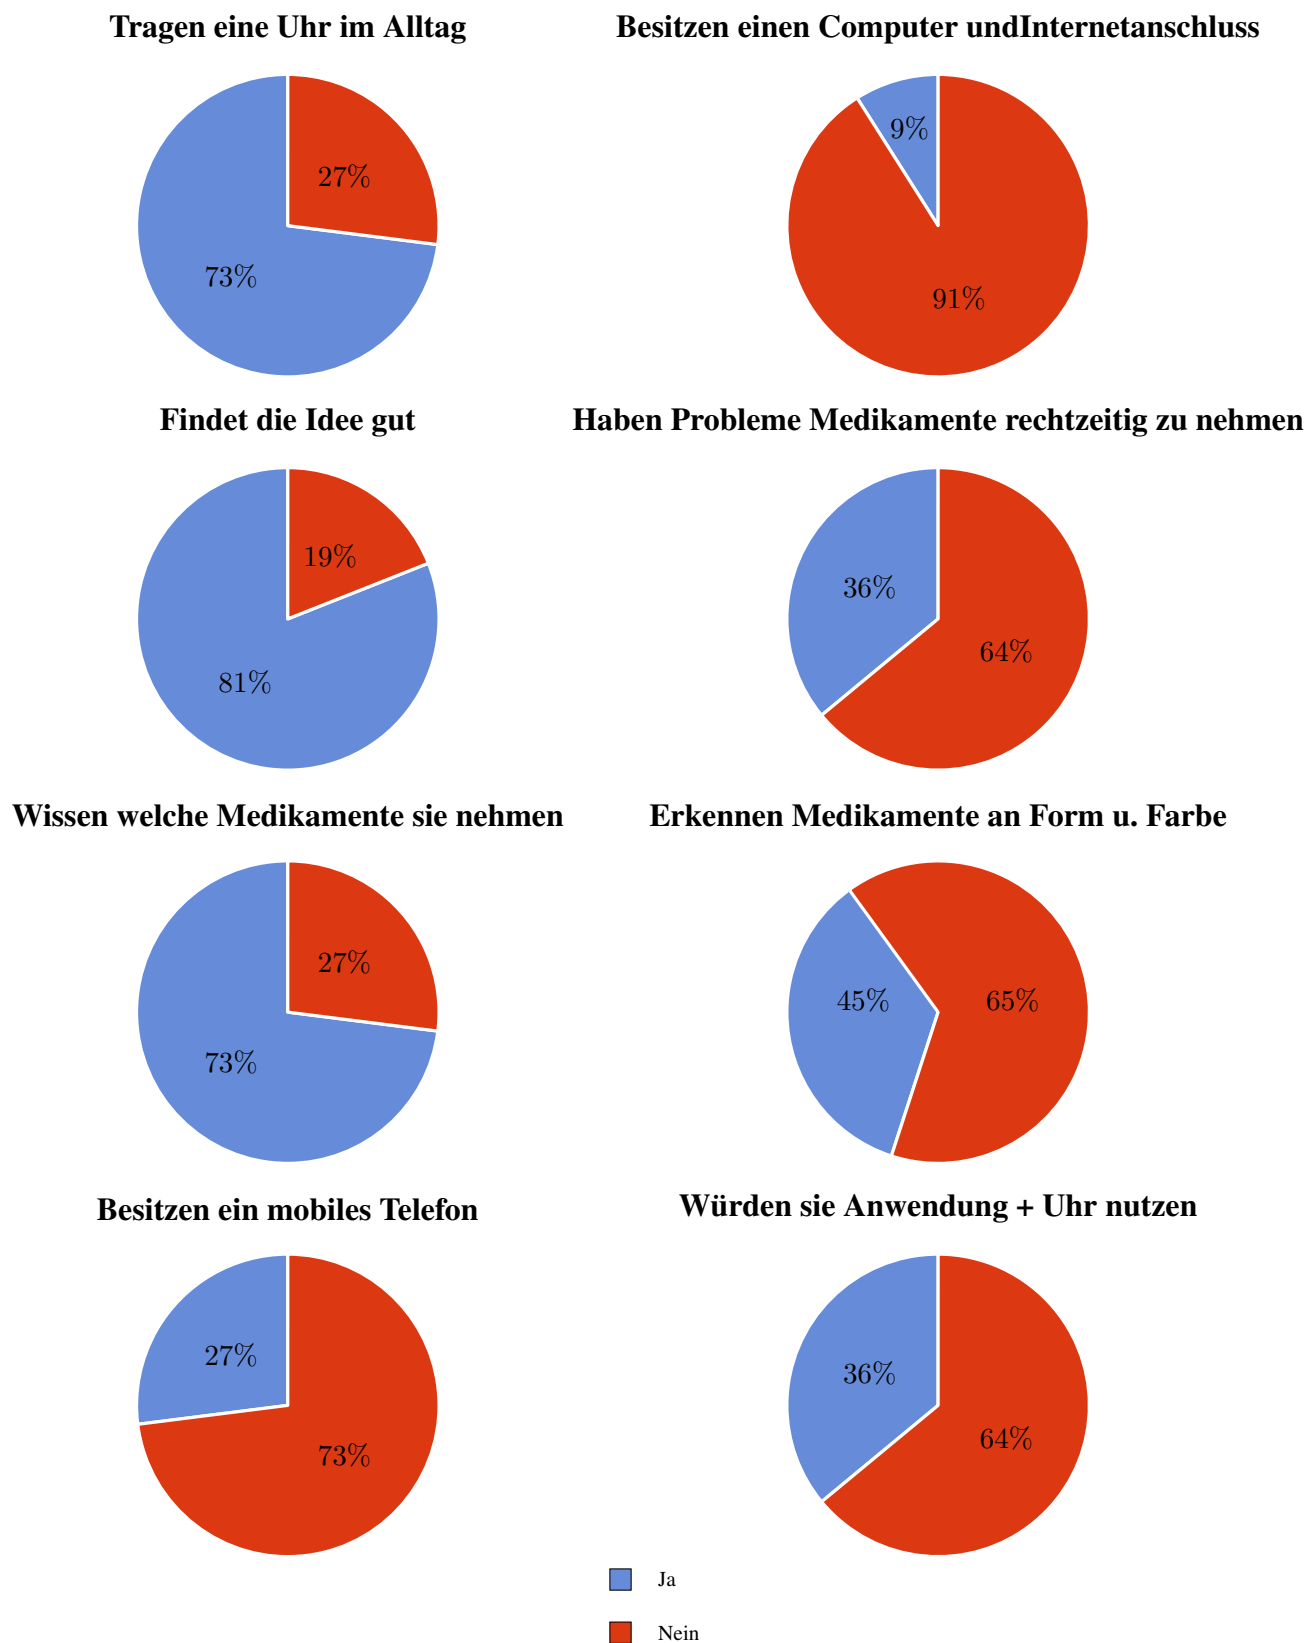 Tragen eine Uhr im Alltag
27%
73%
Besitzen einen Computer undInternetanschluss
9%
91%
Findet die Idee gut
19%
81%
Haben Probleme Medikamente rechtzeitig zu nehmen
36%
64%
Wissen welche Medikamente sie nehmen
27%
73%
Erkennen Medikamente an Form u. Farbe
45%
65%
Besitzen ein mobiles Telefon
27%
73%
Würden sie Anwendung + Uhr nutzen
36%
64%
Ja
Nein